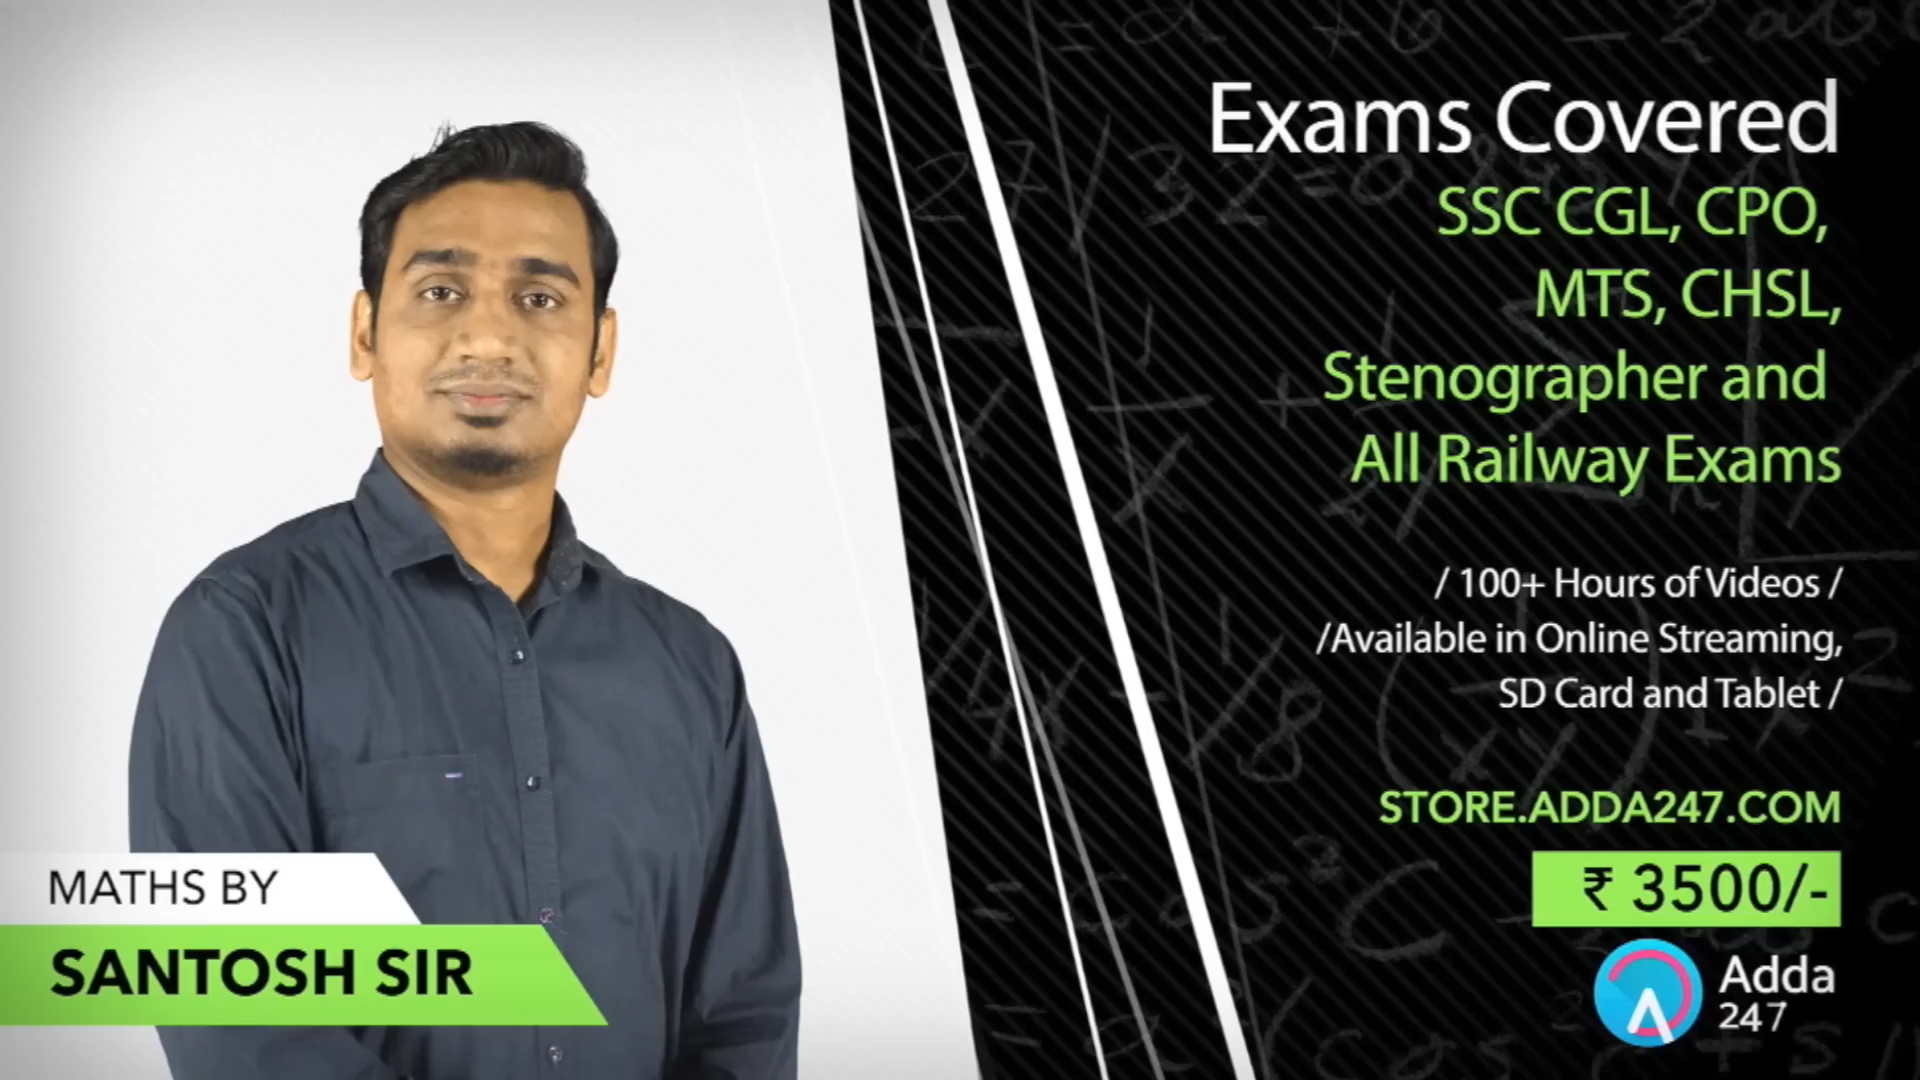 Exams Covered
SSC CGL, CPO,
MTS, CHSL,
Stenographer and
All Railway Exams
/ 100+ Hours of Videos /
/Available in Online Streaming,
SD Card and Tablet /
STORE.ADDA247.COM
₹ 3500/-
Adda
247
MATHS BY
SANTOSH SIR